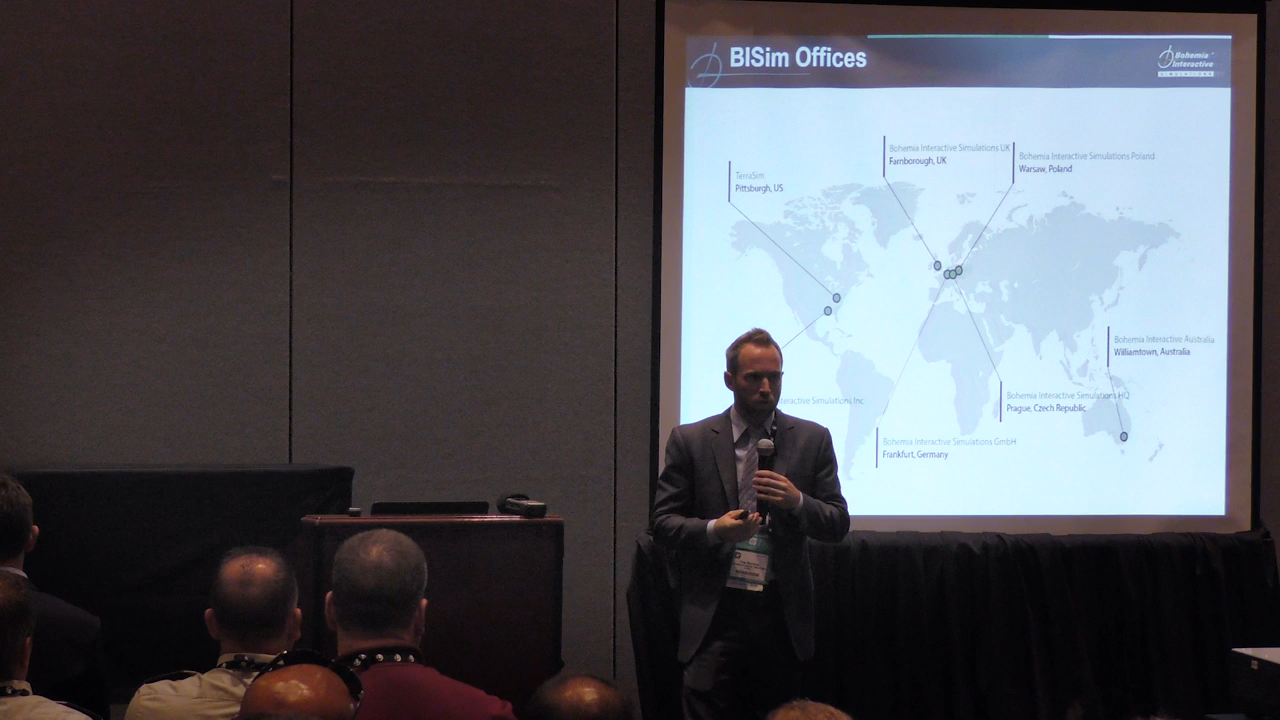 BISim Offices
Bohemia
Interactive
SIMULATIONS
Bohemia Interactive Simulations UK
Farnborough, UK
Bohemia Interactive Simulations Poland
Warsaw, Poland
TerraSim
Pittsburgh, US
Bohemia Interactive Australia
Williamtown, Australia
Simulations Inc
Bohemia Interactive Simulations HQ
Prague, Czech Republic
Bohemia Interactive Simulations GmbH
Frankfurt, Germany